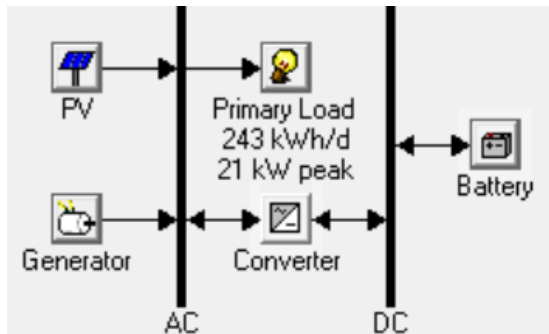 PV
Primary Load
243 kWh/d
21 kW peak
Battery
Generator
Converter
AC
DC